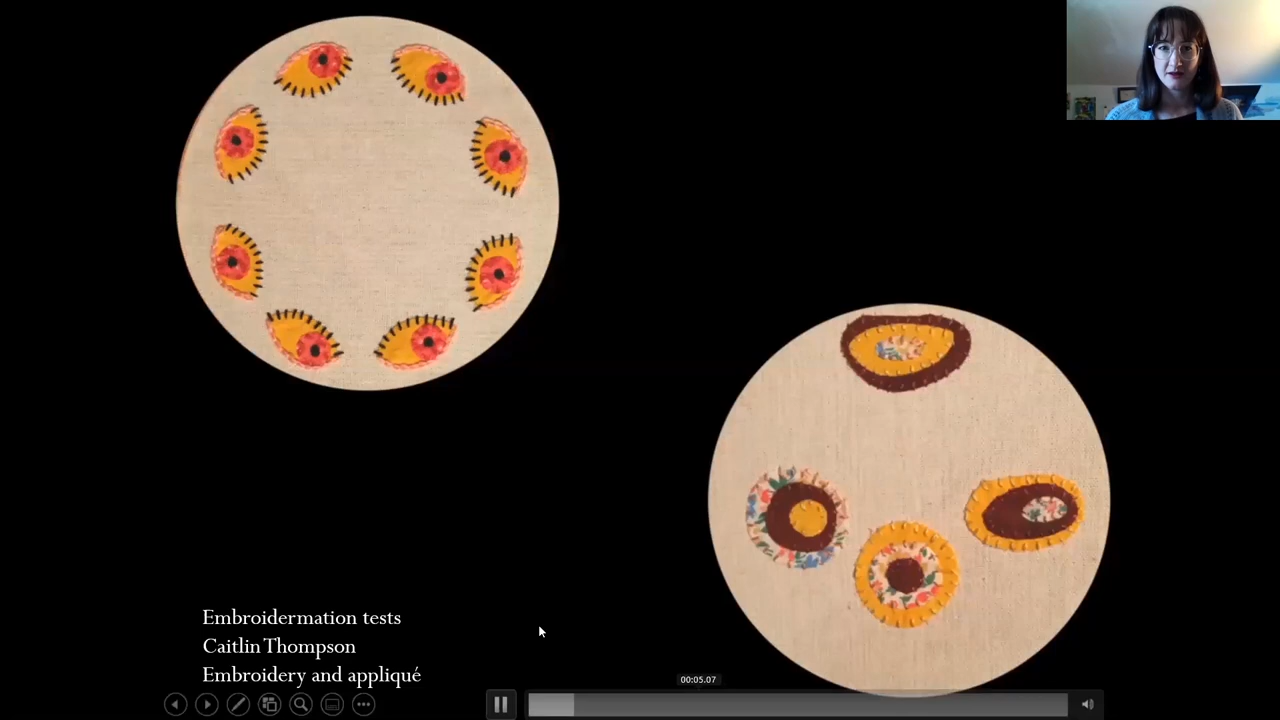 Embroidermation tests
Caitlin Thompson
Embroidery and appliqué
00:05.07